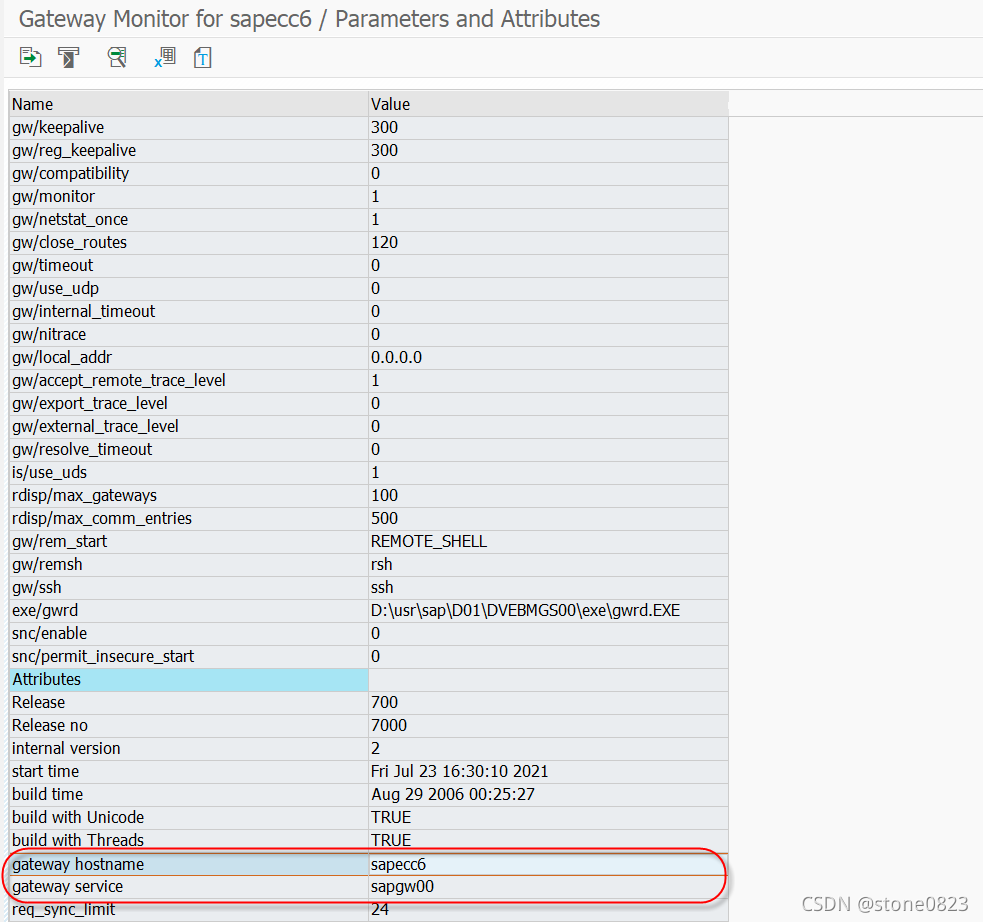 Gateway Monitor for sapecc6 / Parameters and Attributes
Name Value
gw/keepalive 300
gw/reg_keepalive 300
gw/compatibility 0
gw/monitor 1
gw/netstat_once 1
gw/close_routes 120
gw/timeout 0
gw/use_udp 0
gw/internal_timeout 0
gw/nitrace 0
gw/local_addr 0.0.0.0
gw/accept_remote_trace_level 1
gw/export_trace_level 0
gw/external_trace_level 0
gw/resolve_timeout 0
is/use_uds 1
rdisp/max_gateways 100
rdisp/max_comm_entries 500
gw/rem_start REMOTE_SHELL
gw/remsh rsh
gw/ssh ssh
exe/gwrd D:\usr\sap\D01\DVEBMGS00\exe\gwrd.EXE
snc/enable 0
snc/permit_insecure_start 0
Attributes
Release 700
Release no 7000
internal version 2
start time Fri Jul 23 16:30:10 2021
build time Aug 29 2006 00:25:27
build with Unicode TRUE
build with Threads TRUE
gateway hostname sapecc6
gateway service sapgw00
req_sync_limit 24
CSDN @stone0823